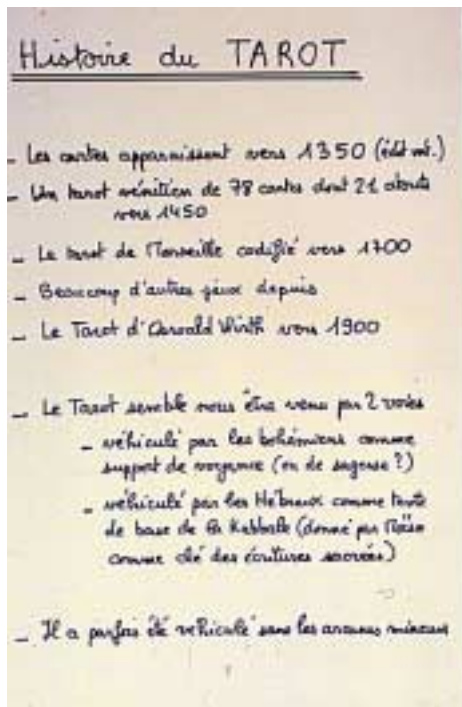 Histoire du TAROT
- Les cartes apparaissent vers 1350 (édit mt.)
- Un tarot vénitien de 78 cartes dont 21 atouts
vers 1450
- Le tarot de Marseille codifié vers 1700
- Beaucoup d'autres jeux depuis
- Le Tarot d'Oswald Wirth vers 1900
- Le Tarot semble nous être venu par 2 voies
- véhiculé par les bohémiens comme
support de voyance (ou de sagesse ?)
- véhiculé par les Hébreux comme texte
de base de la Kabbale (donné par Moïse
comme clé des écritures sacrées)
- Il a parfois été véhiculé sans les arcanes mineurs